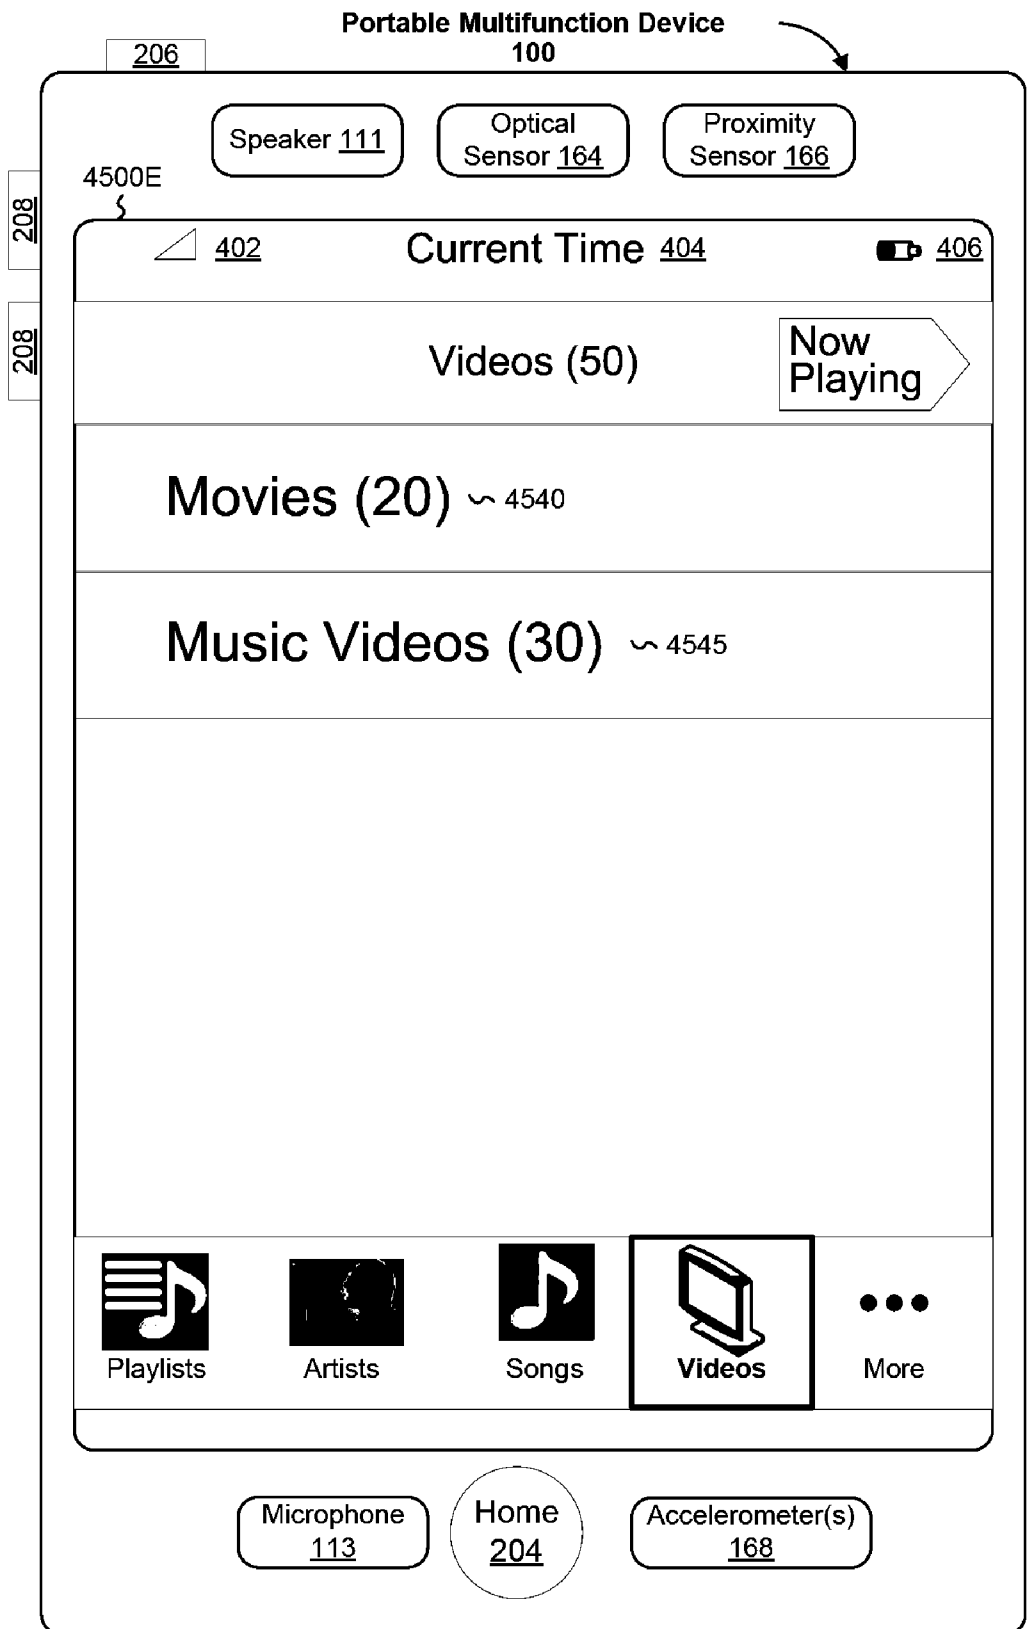 Portable Multifunction Device
100
206
Speaker 111
Optical
Sensor 164
Proximity
Sensor 166
4500E
208
402
Current Time 404
406
208
Videos (50)
Now
Playing
Movies (20)
4540
Music Videos (30)
4545
Playlists
Artists
Songs
Videos
More
Microphone
113
Home
204
Accelerometer(s)
168